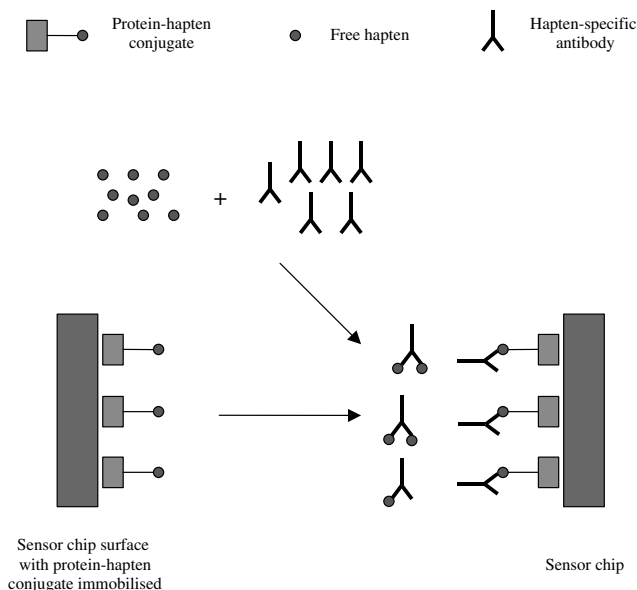 Protein-hapten
conjugate
Free hapten
Hapten-specific
antibody
+
Sensor chip surface
with protein-hapten
conjugate immobilised
Sensor chip